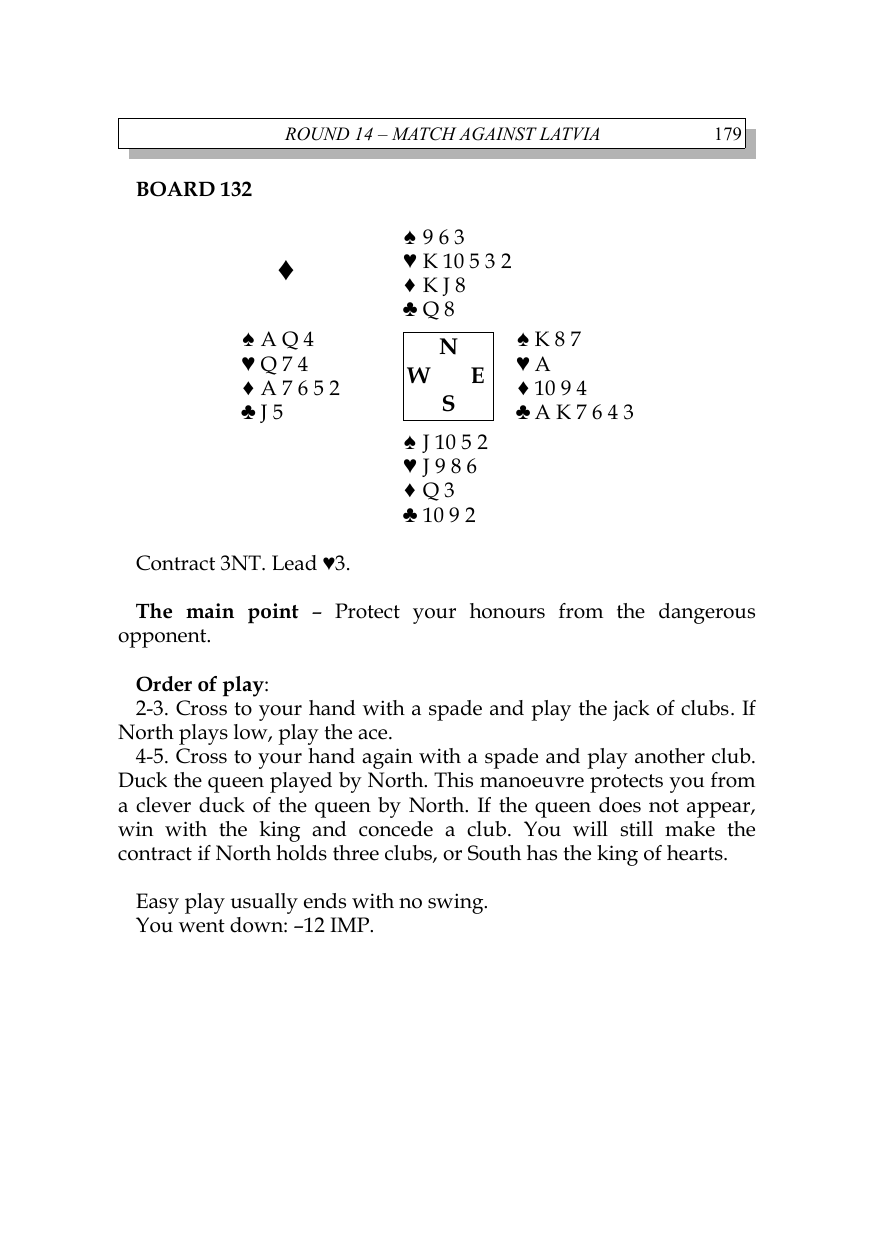 ROUND 14 – MATCH AGAINST LATVIA 179
BOARD 132
♠ 9 6 3
♥ K 10 5 3 2
♦
♦ K J 8
♣ Q 8
♠ A Q 4
♥ Q 7 4
♦ A 7 6 5 2
♣ J 5
N
W E
S
♠ K 8 7
♥ A
♦ 10 9 4
♣ A K 7 6 4 3
♠ J 10 5 2
♥ J 9 8 6
♦ Q 3
♣ 10 9 2
Contract 3NT. Lead ♥3.
The main point – Protect your honours from the dangerous
opponent.
Order of play:
2-3. Cross to your hand with a spade and play the jack of clubs. If
North plays low, play the ace.
4-5. Cross to your hand again with a spade and play another club.
Duck the queen played by North. This manoeuvre protects you from
a clever duck of the queen by North. If the queen does not appear,
win with the king and concede a club. You will still make the
contract if North holds three clubs, or South has the king of hearts.
Easy play usually ends with no swing.
You went down: –12 IMP.